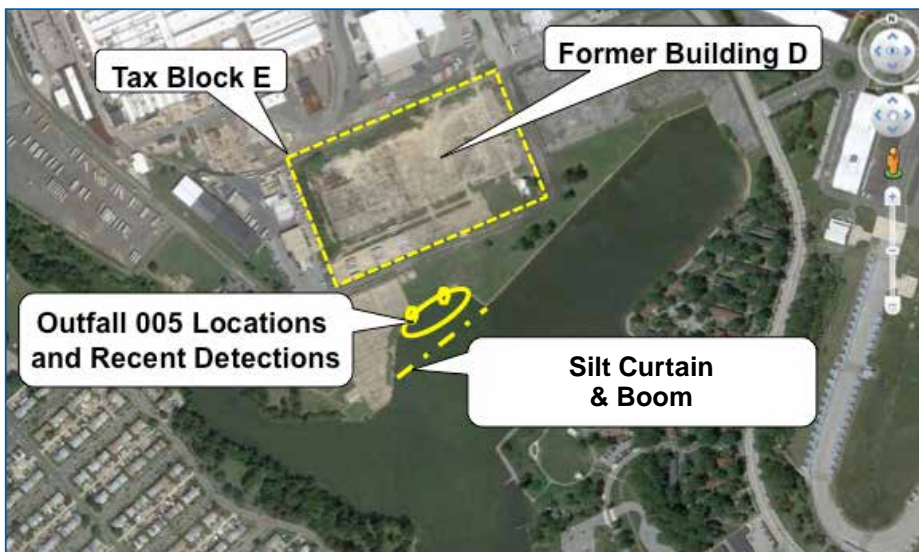 Tax Block E
Former Building D
Outfall 005 Locations
and Recent Detections
Silt Curtain
& Boom
N